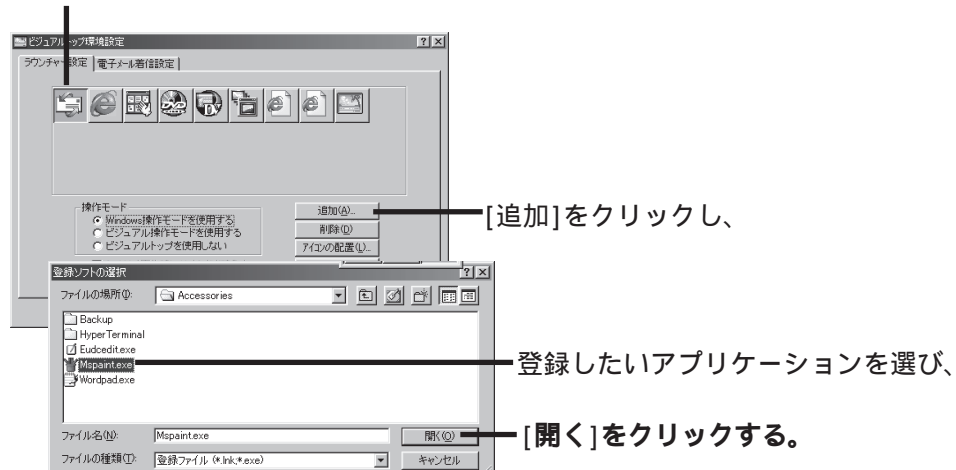 ビジュアルトップ環境設定
ランチャー設定 電子メール着信設定
操作モード
Windows操作モードを使用する
ビジュアル操作モードを使用する
ビジュアルトップを使用しない
追加(A)...
削除(D)
アイコンの配置(L)...
[追加]をクリックし、
登録ソフトの選択
ファイルの場所(I):
Accessories
Backup
HyperTerminal
Eudcedit.exe
Mspaint.exe
Wordpad.exe
登録したいアプリケーションを選び、
ファイル名(N):
Mspaint.exe
開く(O)
[開く]をクリックする。
ファイルの種類(T):
登録ファイル (*.lnk;*.exe)
キャンセル